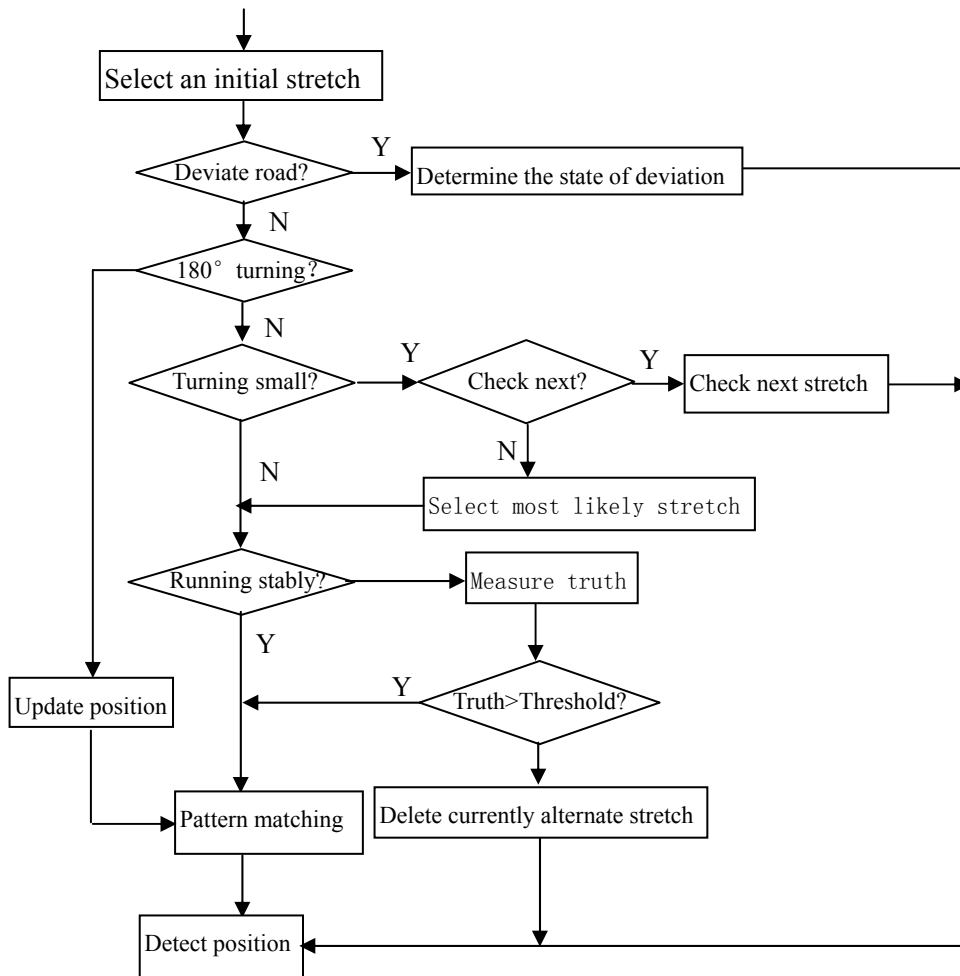 Select an initial stretch
Y
Deviate road?
Determine the state of deviation
N
180° turning?
N
Y
Y
Turning small?
Check next?
Check next stretch
N
N
Select most likely stretch
Running stably?
Measure truth
Y
Y
Update position
Truth>Threshold?
Pattern matching
Delete currently alternate stretch
Detect position